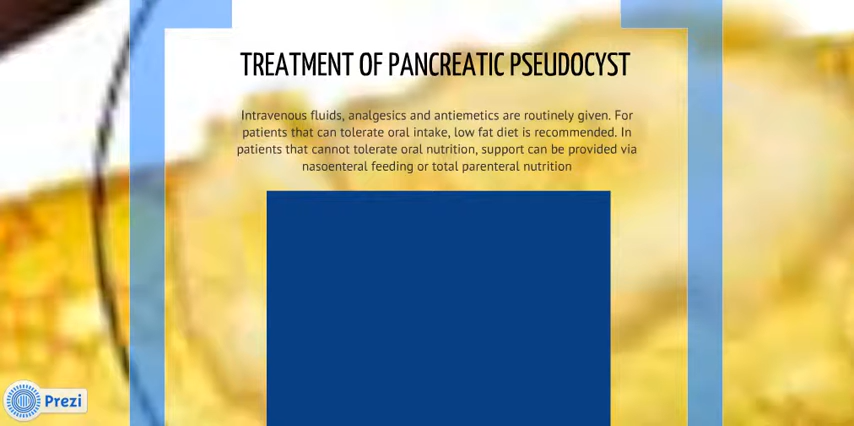 TREATMENT OF PANCREATIC PSEUDOCYST
Intravenous fluids, analgesics and antiemetics are routinely given. For
patients that can tolerate oral intake, low fat diet is recommended. In
patients that cannot tolerate oral nutrition, support can be provided via
nasoenteral feeding or total parenteral nutrition
Prezi